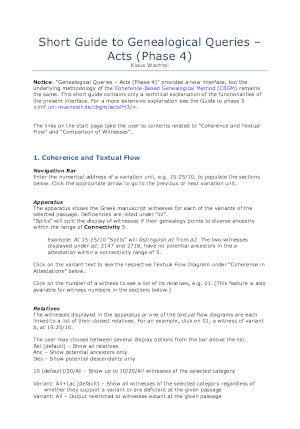 Short Guide to Genealogical Queries –
Acts (Phase 4)
Klaus Wachtel
Notice: "Genealogical Queries – Acts (Phase 4)" provides a new interface, but the
underlying methodology of the Coherence-Based Genealogical Method (CBGM) remains
the same. This short guide contains only a technical explanation of the functionalities of
the present interface. For a more extensive explanation see the Guide to phase 3
<intf.uni-muenster.de/cbgm/actsPh3/>.
The links on the start page take the user to contents related to "Coherence and Textual
Flow" and "Comparison of Witnesses".
1. Coherence and Textual Flow
Navigation Bar
Enter the numerical address of a variation unit, e.g. 15:25/10, to populate the sections
below. Click the appropriate arrow to go to the previous or next variation unit.
Apparatus
The apparatus shows the Greek manuscript witnesses for each of the variants of the
selected passage. Deficiencies are listed under "zz".
"Splits" will split the display of witnesses if their genealogy points to diverse ancestry
within the range of Connectivity 5.
Example: At 15:25/10 "Splits" will distinguish a1 from a2. The two witnesses
displayed under a2, 2147 and 2718, have no potential ancestors in the a
attestation within a connectivity range of 5.
Click on the variant text to see the respective Textual Flow Diagram under "Coherence in
Attestations" below.
Click on the number of a witness to see a list of its relatives, e.g. 01. (This feature is also
available for witness numbers in the sections below.)
Relatives
The witnesses displayed in the apparatus or one of the textual flow diagrams are each
linked to a list of their closest relatives. For an example, click on 01, a witness of variant
b, at 15:25/10.
The user may choose between several display options from the bar above the list.
Rel (default) – Show all relatives
Anc – Show potential ancestors only
Des – Show potential descendants only
10 (default)/20/All – Show up to 10/20/All witnesses of the selected category
Variant: All+Lac (default) – Show all witnesses of the selected category regardless of
whether they support a variant or are deficient at the given passage
Variant: All – Output restricted to witnesses extant at the given passage